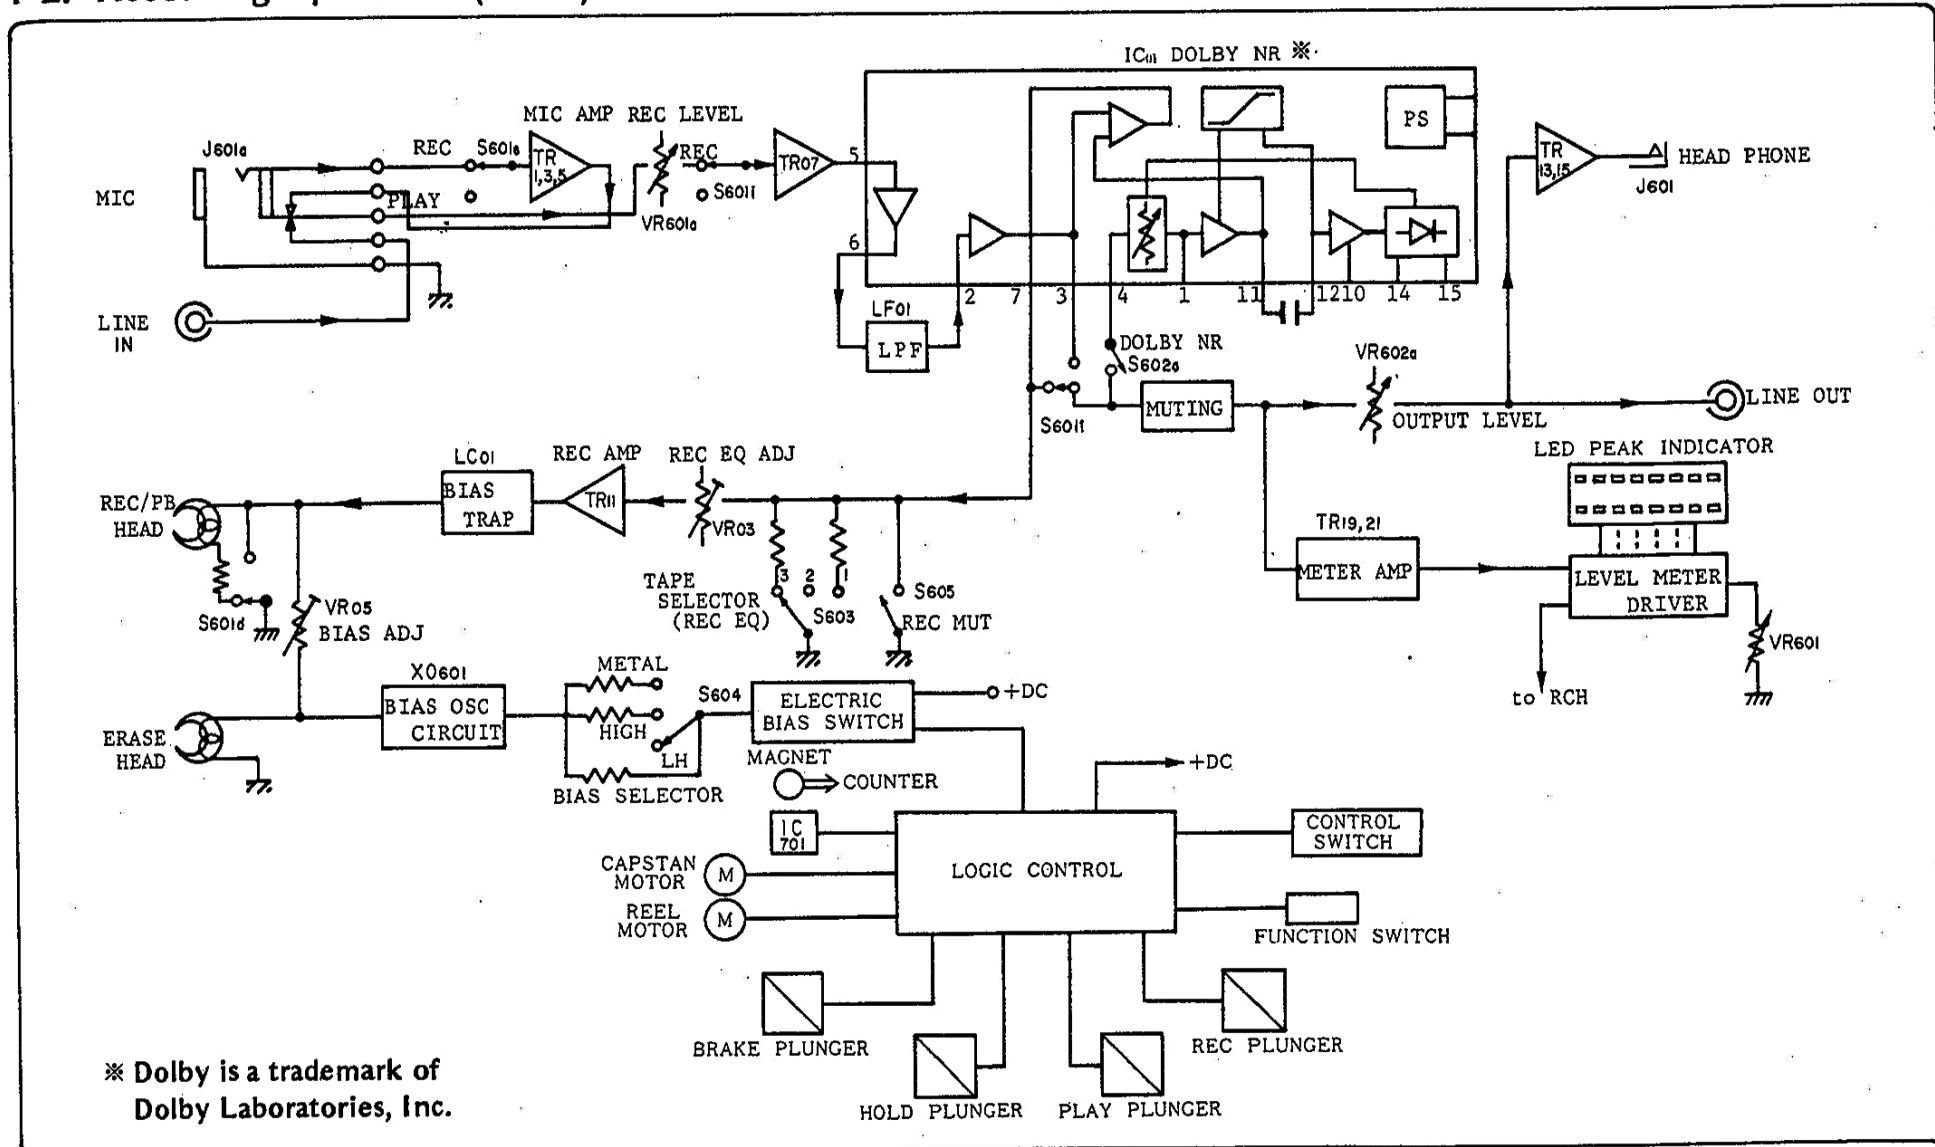 IC₀₁ DOLBY NR ※
MIC AMP REC LEVEL
J601a
REC
S601e
TR
1,3,5
REC
TR07
5
PS
TR
13,15
HEAD PHONE
J601
MIC
PLAY
S601i
VR601a
6
2
7
3
4
1
11
12
10
14
15
LINE
IN
LF01
LPF
DOLBY NR
S602a
VR602a
MUTING
S601f
OUTPUT LEVEL
LINE OUT
LED PEAK INDICATOR
LC01
REC AMP
REC EQ ADJ
REC/PB
HEAD
BIAS
TRAP
TR11
VR03
TR19,21
METER AMP
LEVEL METER
DRIVER
TAPE
SELECTOR
(REC EQ)
3
2
1
S603
S605
REC MUT
S601d
VR05
BIAS ADJ
VR601
to RCH
X0601
METAL
S604
ELECTRIC
BIAS SWITCH
+DC
BIAS OSC
CIRCUIT
HIGH
LH
ERASE
HEAD
BIAS SELECTOR
MAGNET
COUNTER
+DC
IC
701
CAPSTAN
MOTOR
M
LOGIC CONTROL
CONTROL
SWITCH
REEL
MOTOR
M
FUNCTION SWITCH
BRAKE PLUNGER
REC PLUNGER
HOLD PLUNGER
PLAY PLUNGER
※ Dolby is a trademark of
Dolby Laboratories, Inc.